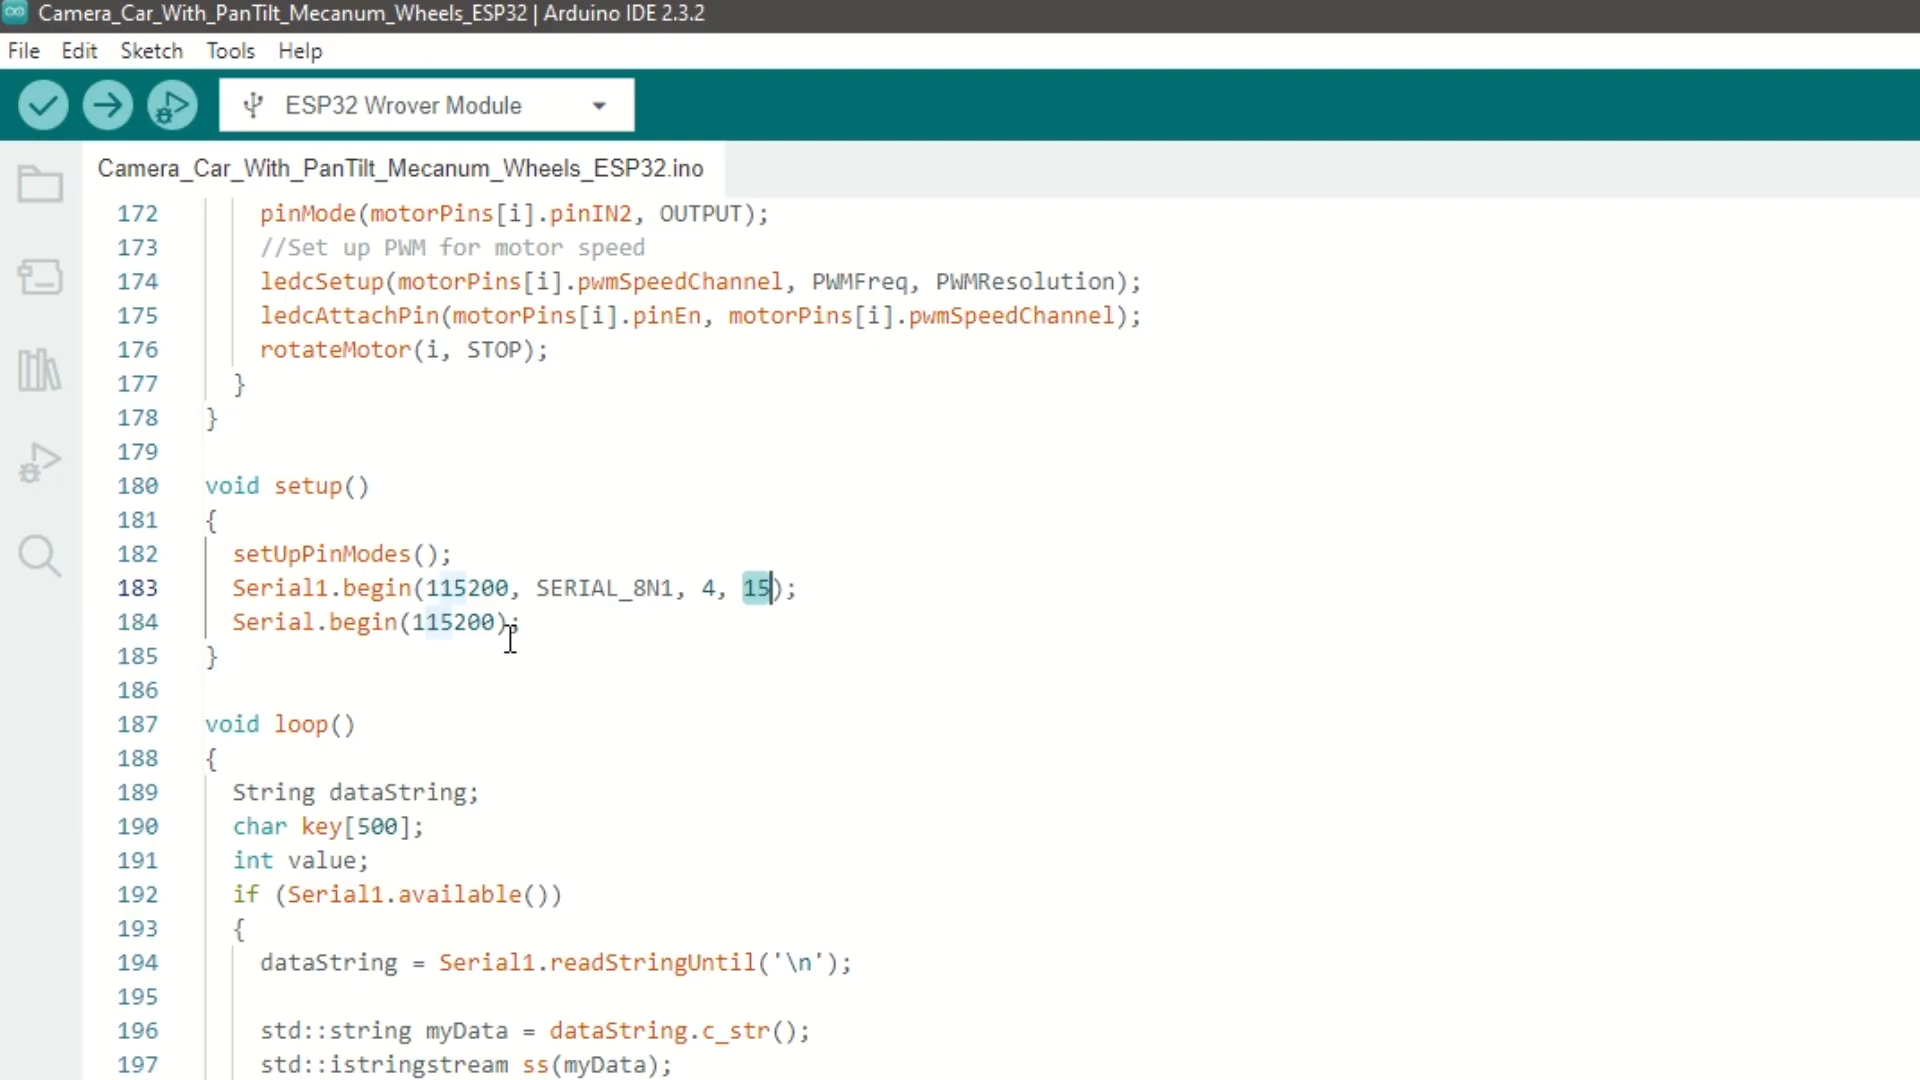 Camera_Car_With_PanTilt_Mecanum_Wheels_ESP32 | Arduino IDE 2.3.2
File Edit Sketch Tools Help
ESP32 Wrover Module
Camera_Car_With_PanTilt_Mecanum_Wheels_ESP32.ino
172 pinMode(motorPins[i].pinIN2, OUTPUT);
173 //Set up PWM for motor speed
174 ledcSetup(motorPins[i].pwmSpeedChannel, PWMFreq, PWMResolution);
175 ledcAttachPin(motorPins[i].pinEn, motorPins[i].pwmSpeedChannel);
176 rotateMotor(i, STOP);
177 }
178 }
179
180 void setup()
181 {
182 setUpPinModes();
183 Serial1.begin(115200, SERIAL_8N1, 4, 15);
184 Serial.begin(115200);
185 }
186
187 void loop()
188 {
189 String dataString;
190 char key[500];
191 int value;
192 if (Serial1.available())
193 {
194 dataString = Serial1.readStringUntil('\n');
195
196 std::string myData = dataString.c_str();
197 std::istringstream ss(myData);